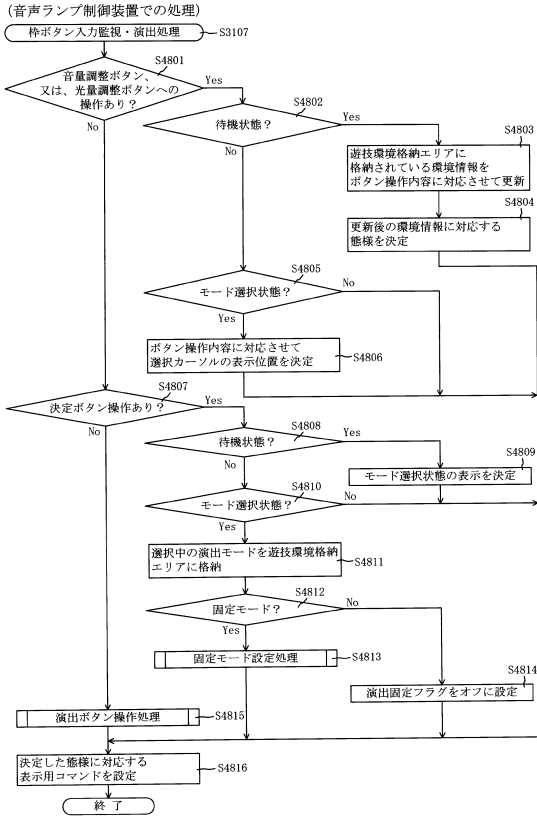 (音声ランプ制御装置での処理)
枠ボタン入力監視・演出処理
S3107
S4801
音量調整ボタン、
又は、光量調整ボタンへの
操作あり?
Yes
No
S4802
待機状態?
Yes
No
S4803
遊技環境格納エリアに
格納されている環境情報を
ボタン操作内容に対応させて更新
S4804
更新後の環境情報に対応する
態様を決定
S4805
モード選択状態?
No
Yes
ボタン操作内容に対応させて
選択カーソルの表示位置を決定
S4806
S4807
決定ボタン操作あり?
Yes
No
S4808
待機状態?
Yes
No
S4809
モード選択状態の表示を決定
S4810
モード選択状態?
No
Yes
選択中の演出モードを遊技環境格納
エリアに格納
S4811
S4812
固定モード?
No
Yes
固定モード設定処理
S4813
S4814
演出固定フラグをオフに設定
演出ボタン操作処理
S4815
決定した態様に対応する
表示用コマンドを設定
S4816
終了